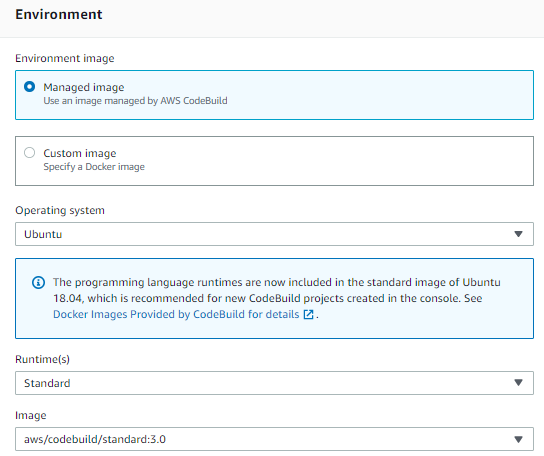 Environment
Environment image
Managed image
Use an image managed by AWS CodeBuild
Custom image
Specify a Docker image
Operating system
Ubuntu
The programming language runtimes are now included in the standard image of Ubuntu
18.04, which is recommended for new CodeBuild projects created in the console. See
Docker Images Provided by CodeBuild for details .
Runtime(s)
Standard
Image
aws/codebuild/standard:3.0